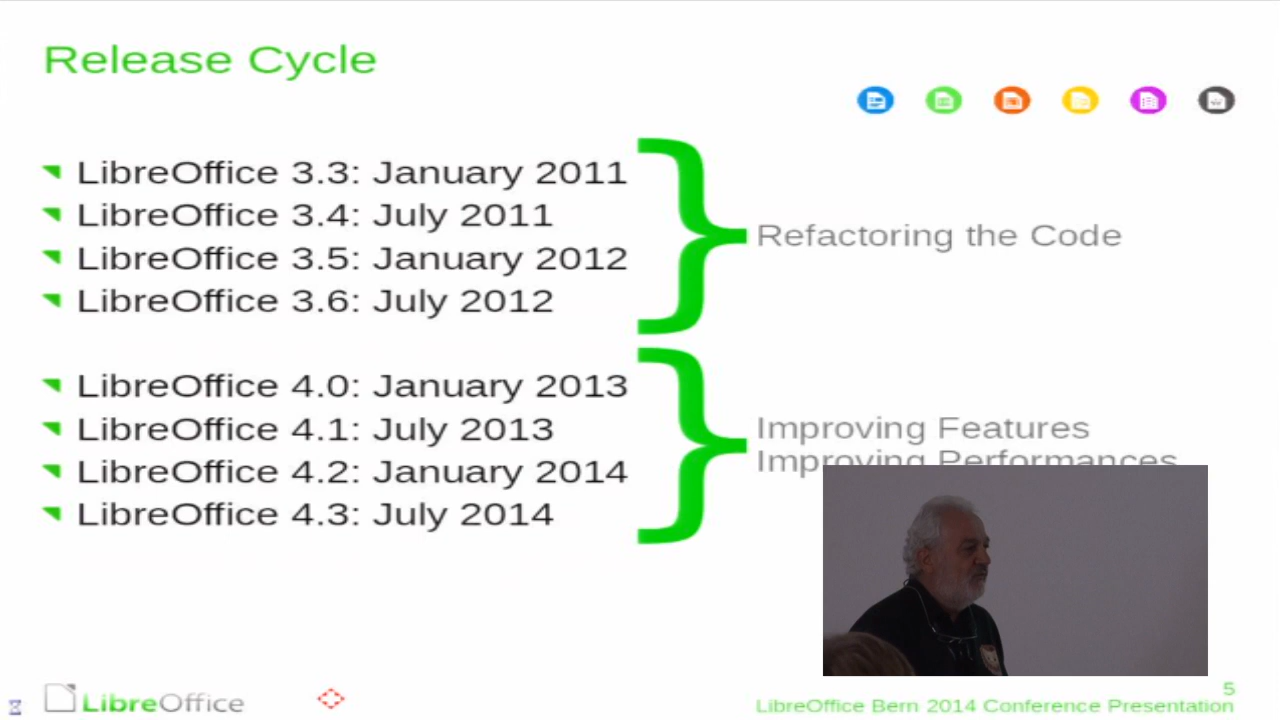 Release Cycle
LibreOffice 3.3: January 2011
LibreOffice 3.4: July 2011
LibreOffice 3.5: January 2012
LibreOffice 3.6: July 2012
Refactoring the Code
LibreOffice 4.0: January 2013
LibreOffice 4.1: July 2013
LibreOffice 4.2: January 2014
LibreOffice 4.3: July 2014
Improving Features
Improving Performances
LibreOffice
5
LibreOffice Bern 2014 Conference Presentation